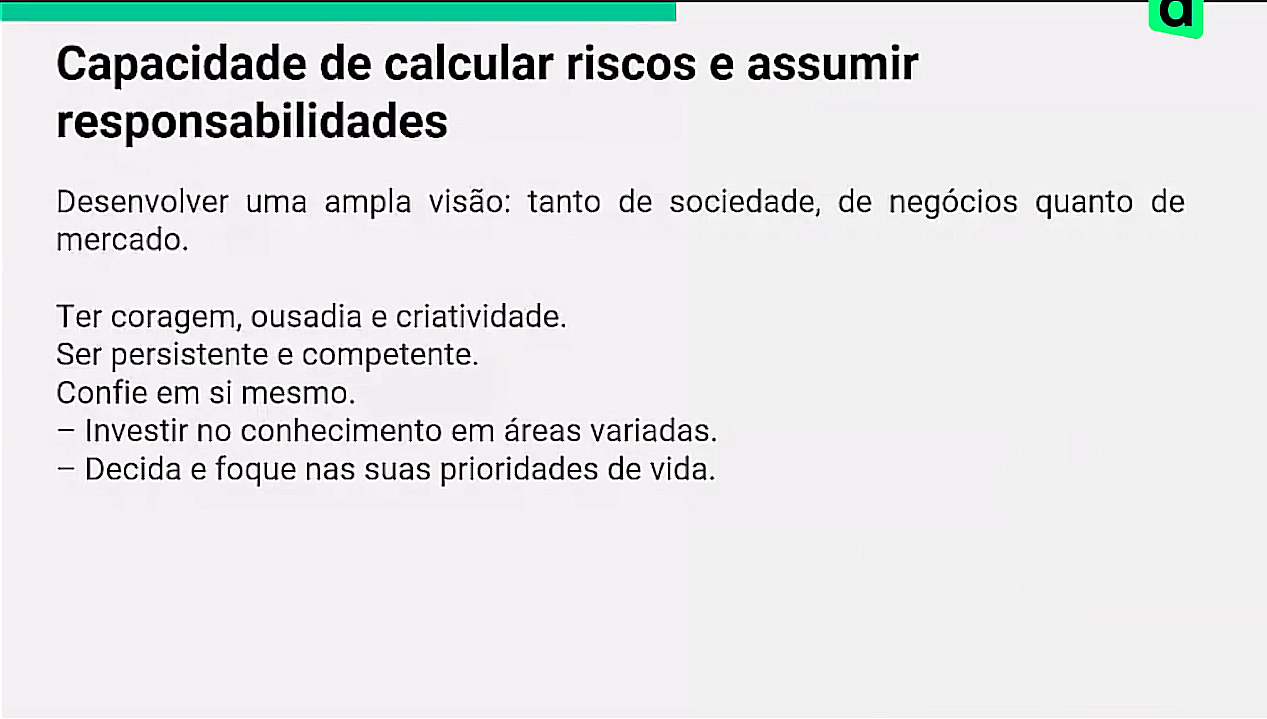 Capacidade de calcular riscos e assumir
responsabilidades
Desenvolver uma ampla visão: tanto de sociedade, de negócios quanto de
mercado.
Ter coragem, ousadia e criatividade.
Ser persistente e competente.
Confie em si mesmo.
– Investir no conhecimento em áreas variadas.
– Decida e foque nas suas prioridades de vida.